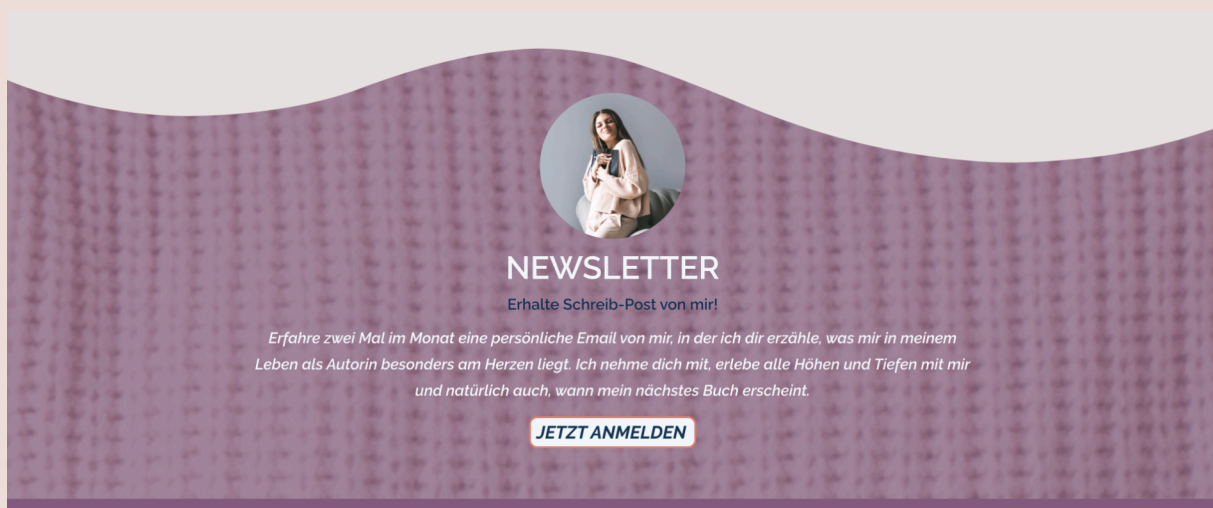 NEWSLETTER
Erhalte Schreib-Post von mir!
Erfahre zwei Mal im Monat eine persönliche Email von mir, in der ich dir erzähle, was mir in meinem
Leben als Autorin besonders am Herzen liegt. Ich nehme dich mit, erlebe alle Höhen und Tiefen mit mir
und natürlich auch, wann mein nächstes Buch erscheint.
JETZT ANMELDEN